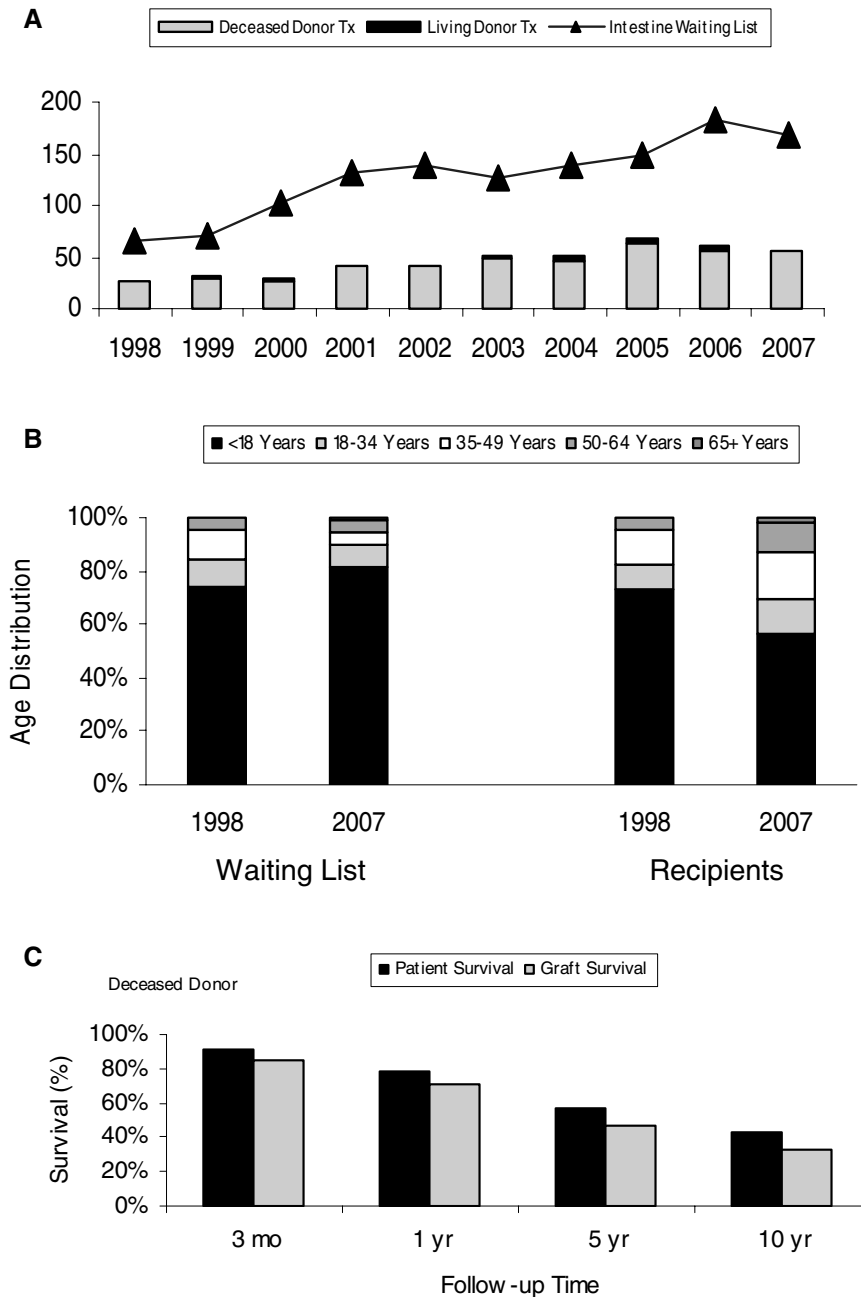 A
Deceased Donor Tx Living Donor Tx Intestine Waiting List
200
150
100
50
0
1998 1999 2000 2001 2002 2003 2004 2005 2006 2007
B
<18 Years 18-34 Years 35-49 Years 50-64 Years 65+ Years
Age Distribution
100%
80%
60%
40%
20%
0%
1998 2007 1998 2007
Waiting List Recipients
C
Patient Survival Graft Survival
Deceased Donor
Survival (%)
100%
80%
60%
40%
20%
0%
3 mo 1 yr 5 yr 10 yr
Follow-up Time